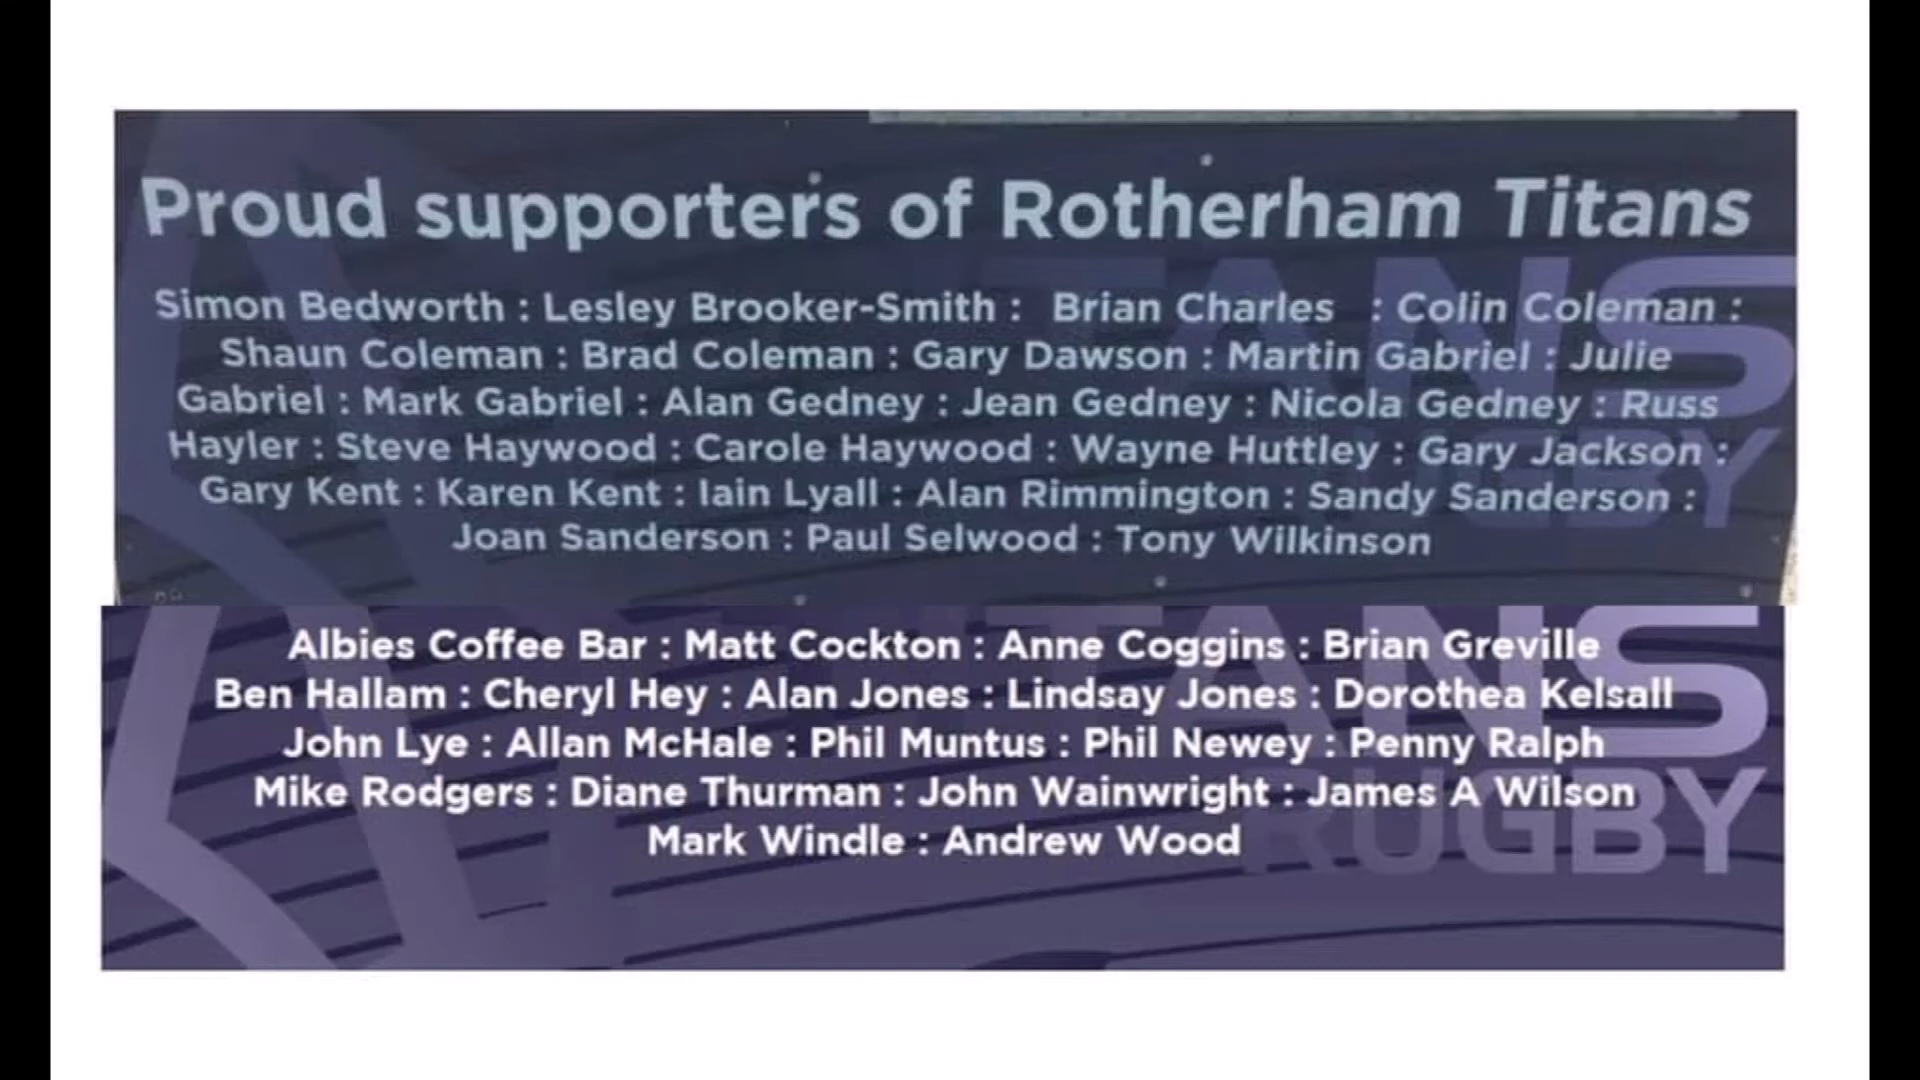 Proud supporters of Rotherham Titans
Simon Bedworth : Lesley Brooker-Smith : Brian Charles : Colin Coleman :
Shaun Coleman : Brad Coleman : Gary Dawson : Martin Gabriel : Julie
Gabriel : Mark Gabriel : Alan Gedney : Jean Gedney : Nicola Gedney : Russ
Hayler : Steve Haywood : Carole Haywood : Wayne Huttley : Gary Jackson :
Gary Kent : Karen Kent : Iain Lyall : Alan Rimmington : Sandy Sanderson :
Joan Sanderson : Paul Selwood : Tony Wilkinson
TITANS
RUGBY
Albies Coffee Bar : Matt Cockton : Anne Coggins : Brian Greville
Ben Hallam : Cheryl Hey : Alan Jones : Lindsay Jones : Dorothea Kelsall
John Lye : Allan McHale : Phil Muntus : Phil Newey : Penny Ralph
Mike Rodgers : Diane Thurman : John Wainwright : James A Wilson
Mark Windle : Andrew Wood
TITANS
RUGBY